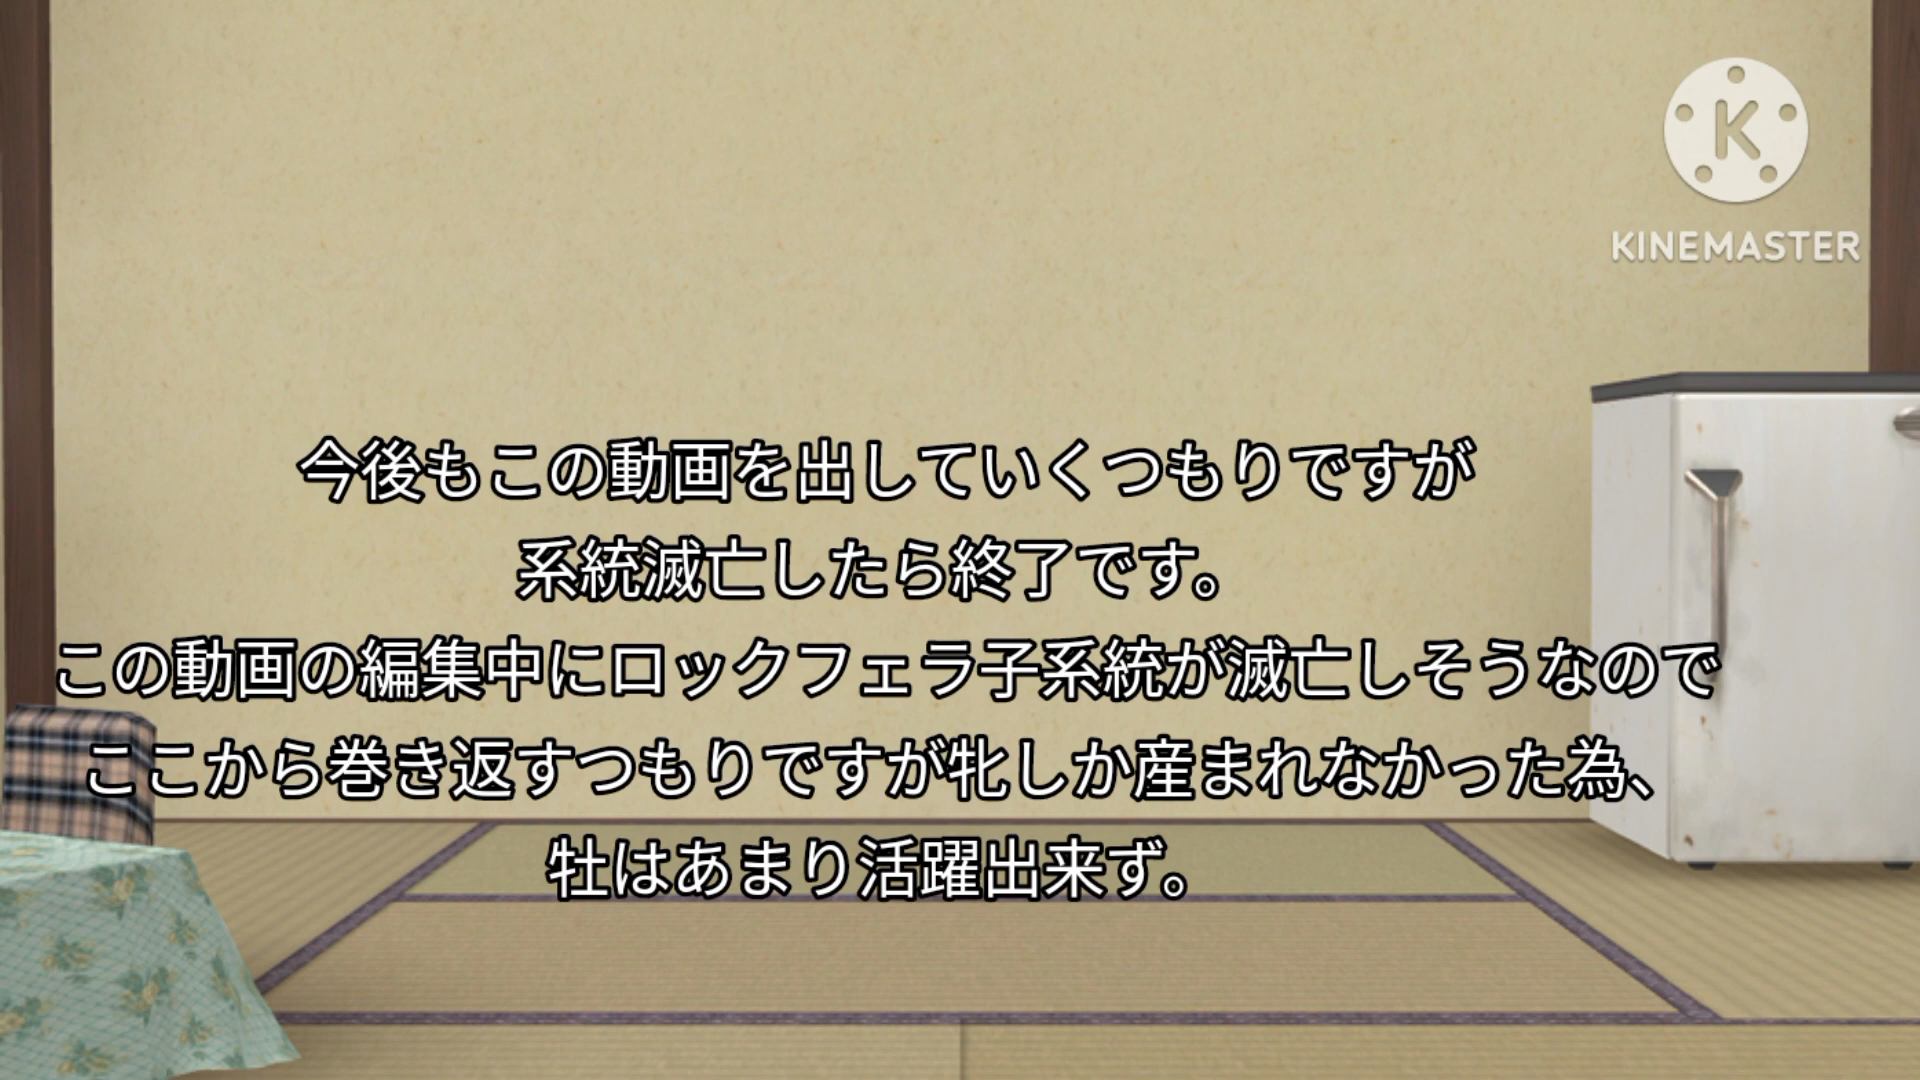 KINEMASTER
今後もこの動画を出していくつもりですが
系統滅亡したら終了です。
この動画の編集中にロックフェラ子系統が滅亡しそうなので
ここから巻き返すつもりですが牝しか産まれなかった為、
牡はあまり活躍出来ず。